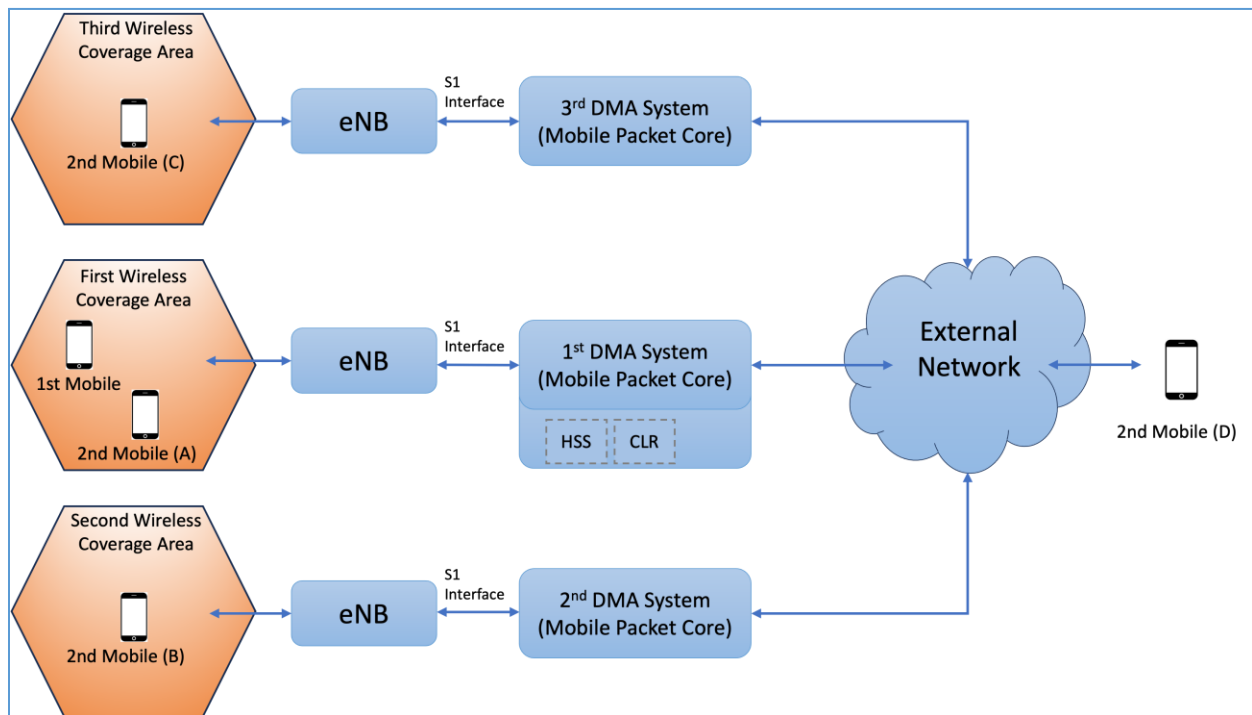 Third Wireless
Coverage Area
2nd Mobile (C)
eNB
S1
Interface
3rd DMA System
(Mobile Packet Core)
First Wireless
Coverage Area
1st Mobile
2nd Mobile (A)
eNB
S1
Interface
1st DMA System
(Mobile Packet Core)
HSS
CLR
External
Network
2nd Mobile (D)
Second Wireless
Coverage Area
2nd Mobile (B)
eNB
S1
Interface
2nd DMA System
(Mobile Packet Core)